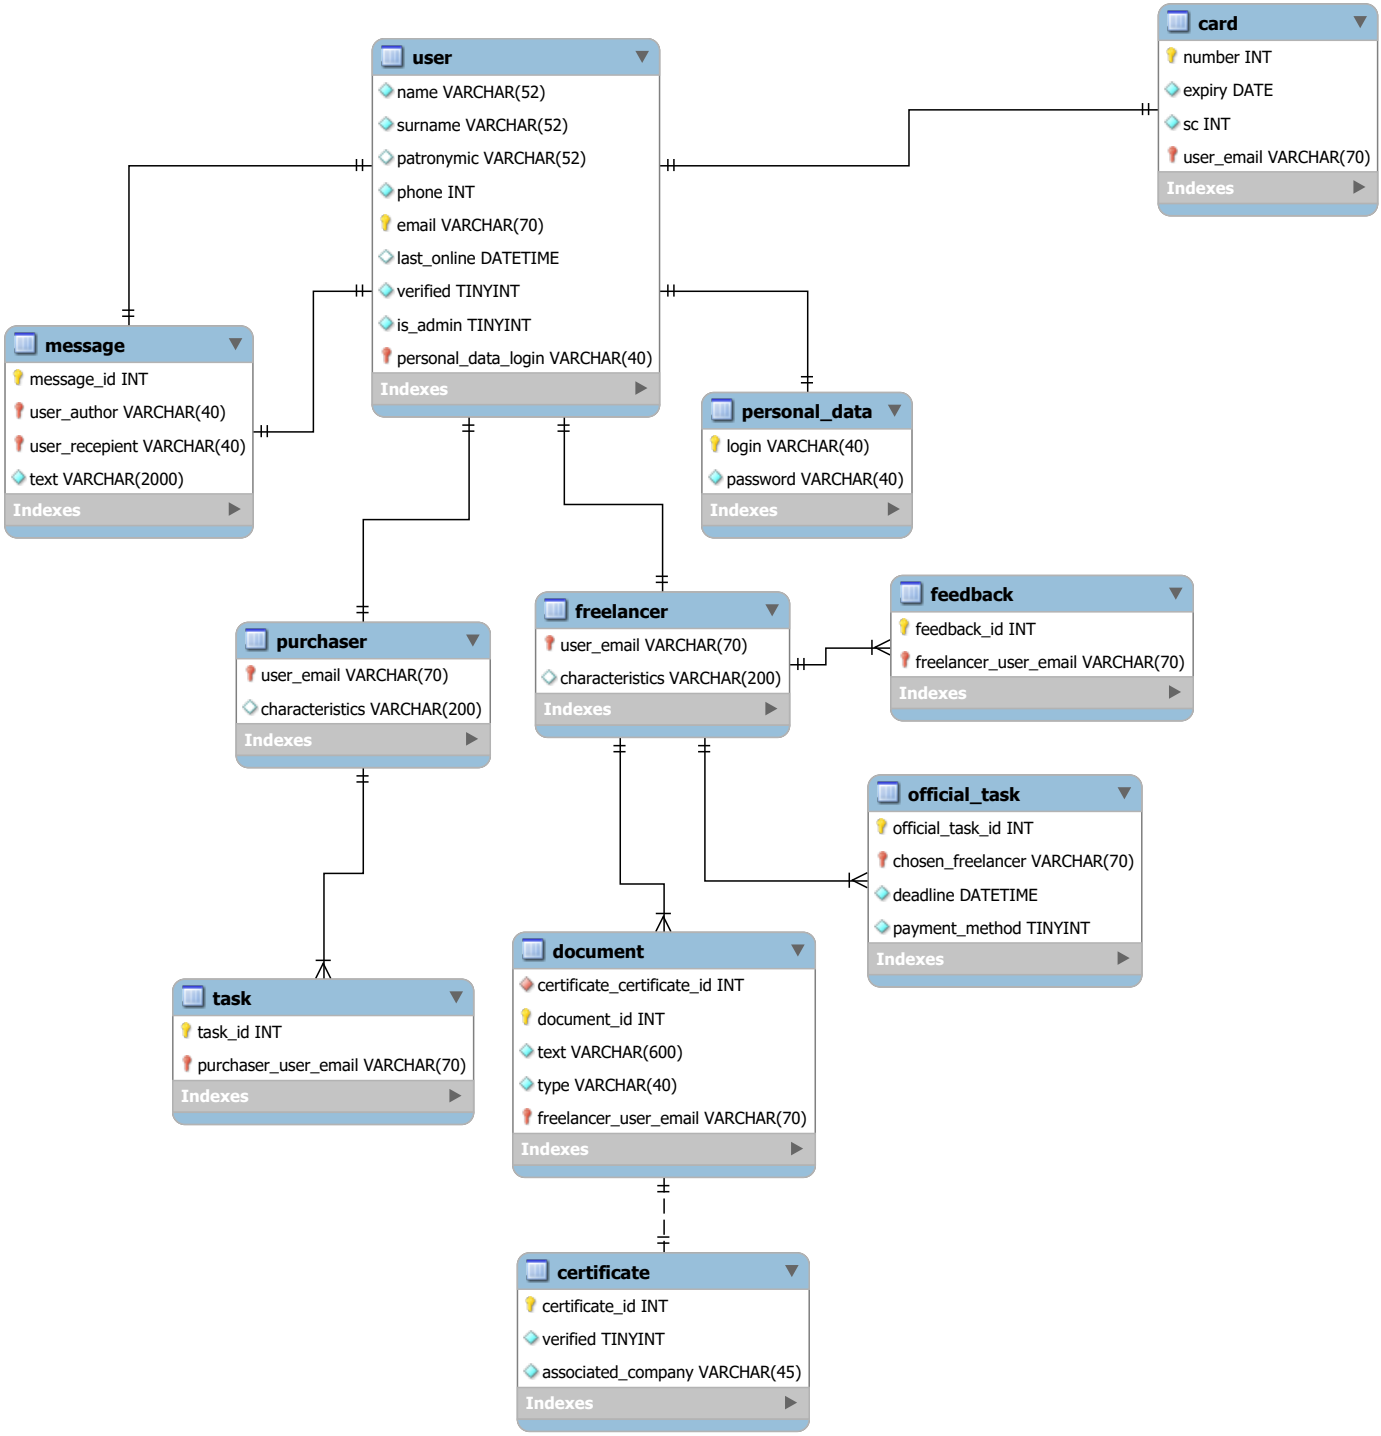 card
number INT
expiry DATE
sc INT
user_email VARCHAR(70)
Indexes
user
name VARCHAR(52)
surname VARCHAR(52)
patronymic VARCHAR(52)
phone INT
email VARCHAR(70)
last_online DATETIME
verified TINYINT
is_admin TINYINT
personal_data_login VARCHAR(40)
Indexes
message
message_id INT
user_author VARCHAR(40)
user_recepient VARCHAR(40)
text VARCHAR(2000)
Indexes
personal_data
login VARCHAR(40)
password VARCHAR(40)
Indexes
purchaser
user_email VARCHAR(70)
characteristics VARCHAR(200)
Indexes
freelancer
user_email VARCHAR(70)
characteristics VARCHAR(200)
Indexes
feedback
feedback_id INT
freelancer_user_email VARCHAR(70)
Indexes
official_task
official_task_id INT
chosen_freelancer VARCHAR(70)
deadline DATETIME
payment_method TINYINT
Indexes
task
task_id INT
purchaser_user_email VARCHAR(70)
Indexes
document
certificate_certificate_id INT
document_id INT
text VARCHAR(600)
type VARCHAR(40)
freelancer_user_email VARCHAR(70)
Indexes
certificate
certificate_id INT
verified TINYINT
associated_company VARCHAR(45)
Indexes